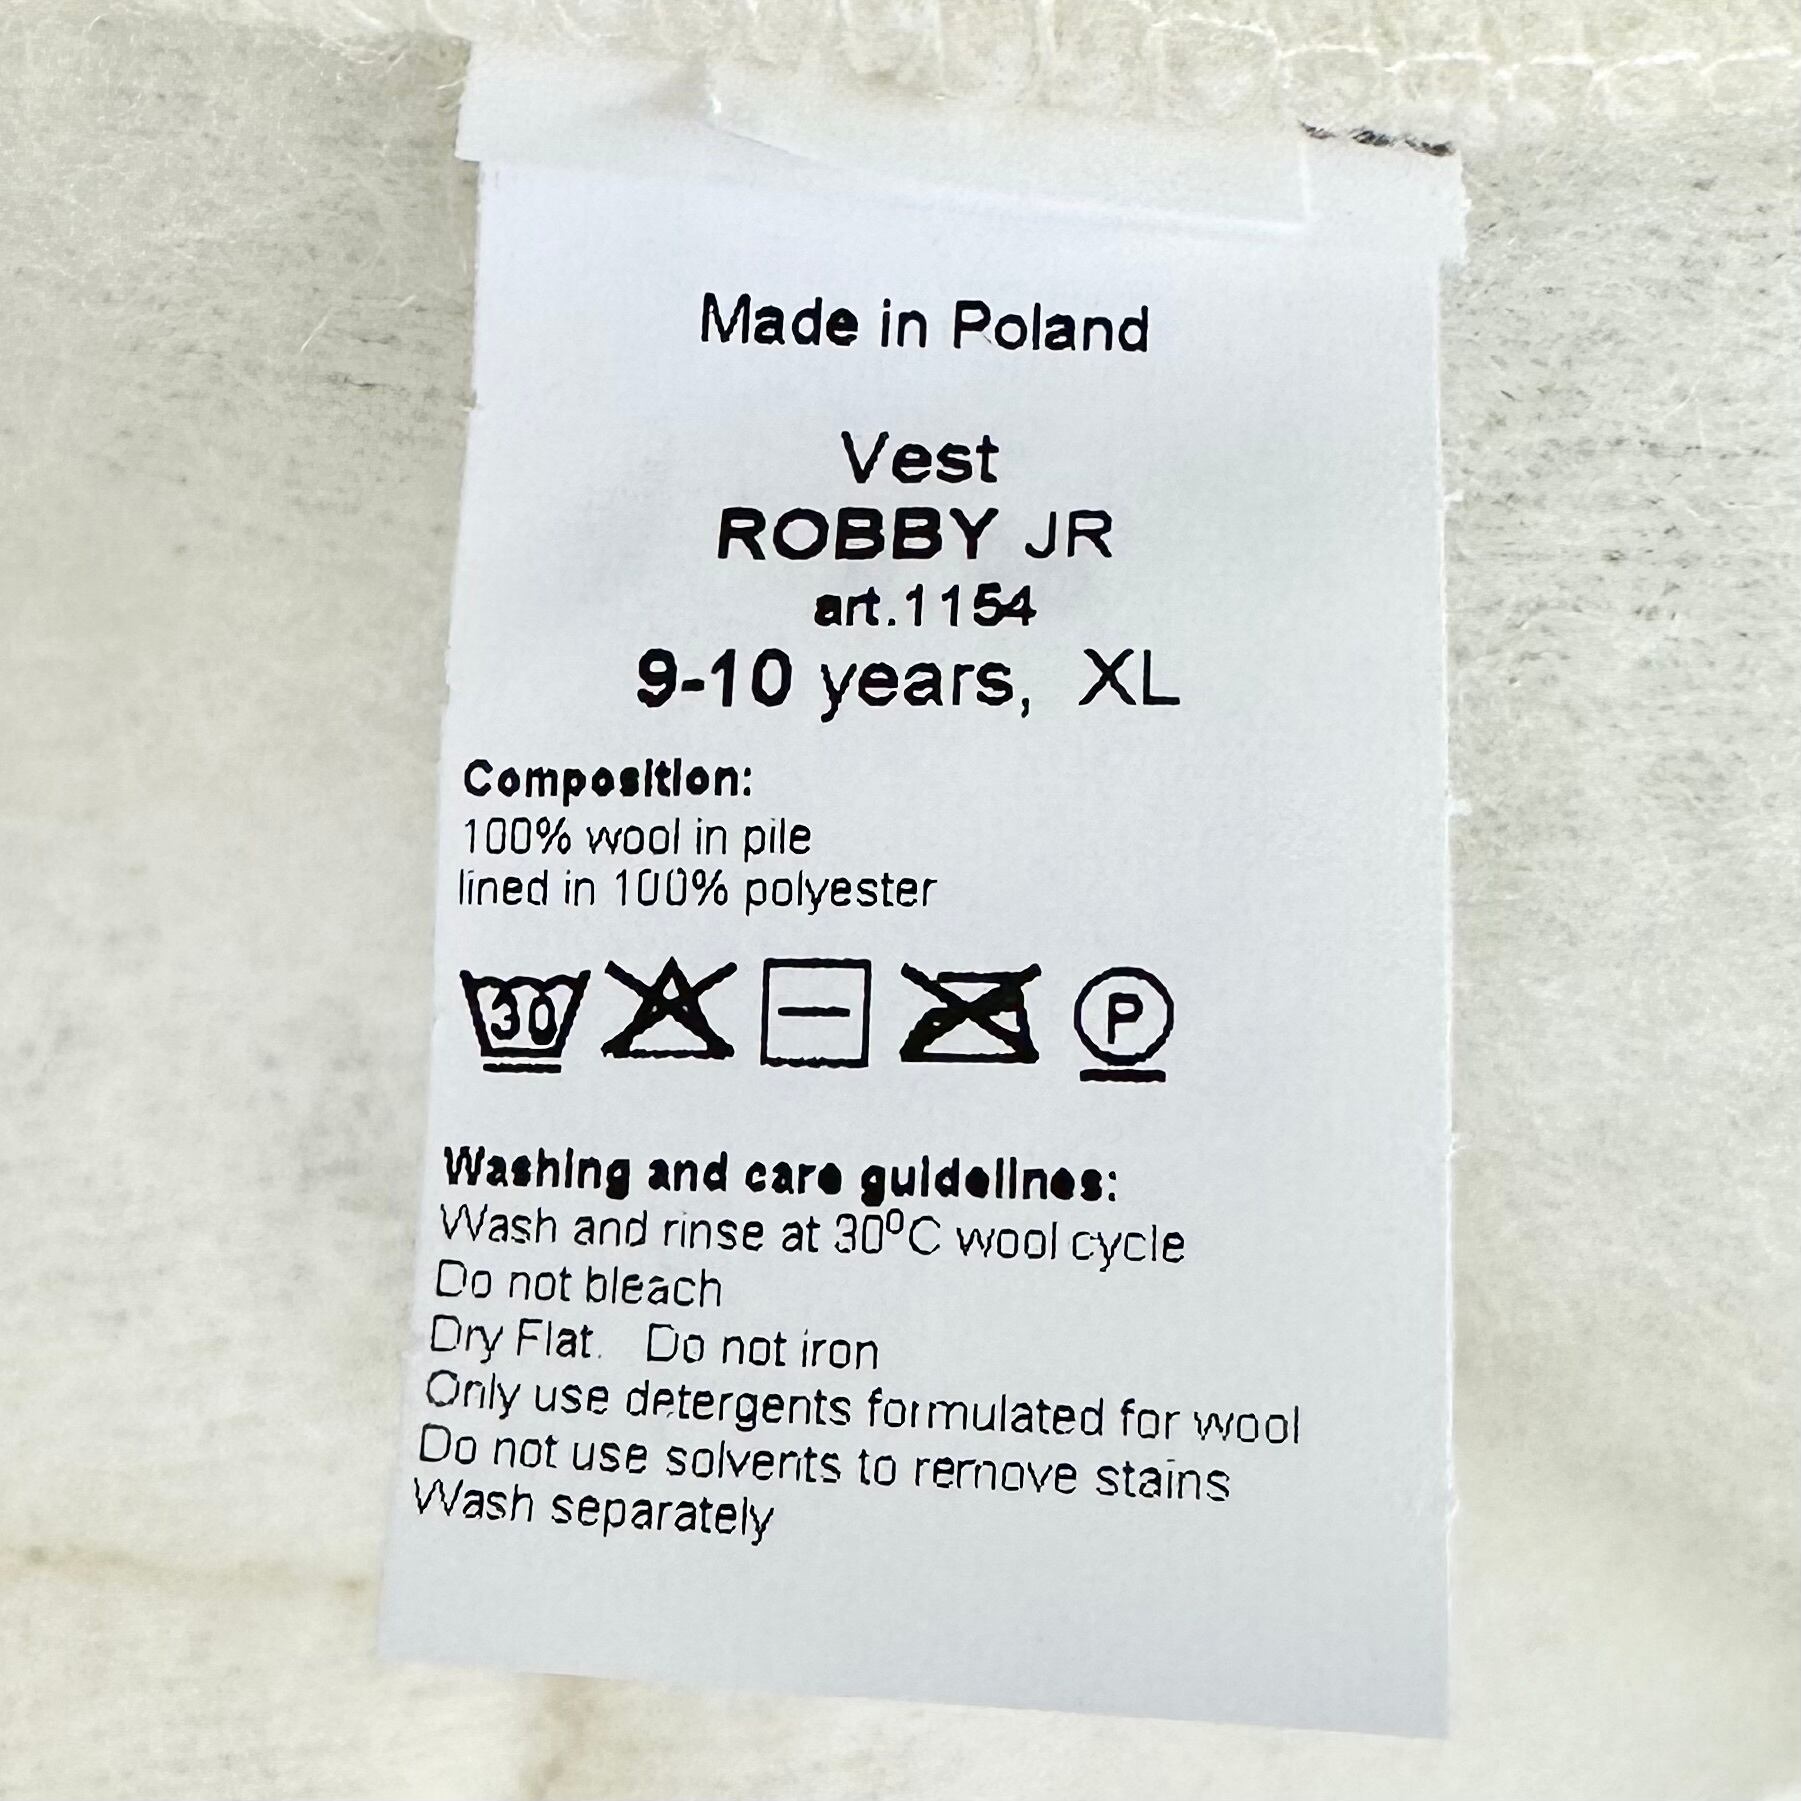 Made in Poland
Vest
ROBBY JR
art.1154
9-10 years, XL
Composition:
100% wool in pile
lined in 100% polyester
30 P
Washing and care guidelines:
Wash and rinse at 30ºC wool cycle
Do not bleach
Dry Flat. Do not iron
Only use detergents formulated for wool
Do not use solvents to remove stains
Wash separately